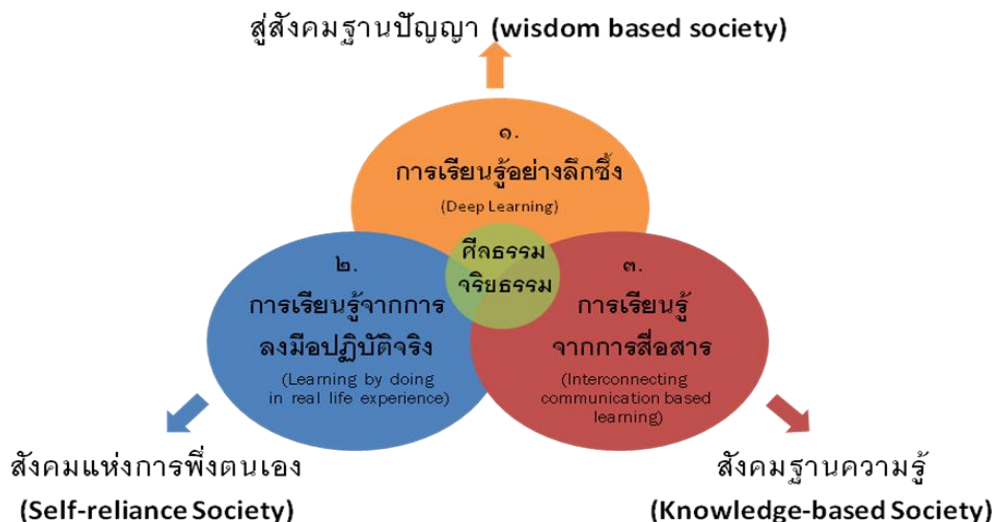 สู่สังคมฐานปัญญา (wisdom based society)
๑.
การเรียนรู้อย่างลึกซึ้ง
(Deep Learning)
ศีลธรรม
จริยธรรม
๒.
การเรียนรู้จากการ
ลงมือปฏิบัติจริง
(Learning by doing
in real life experience)
๓.
การเรียนรู้
จากการสื่อสาร
(Interconnecting
communication based
learning)
สังคมแห่งการพึ่งตนเอง
(Self-reliance Society)
สังคมฐานความรู้
(Knowledge-based Society)